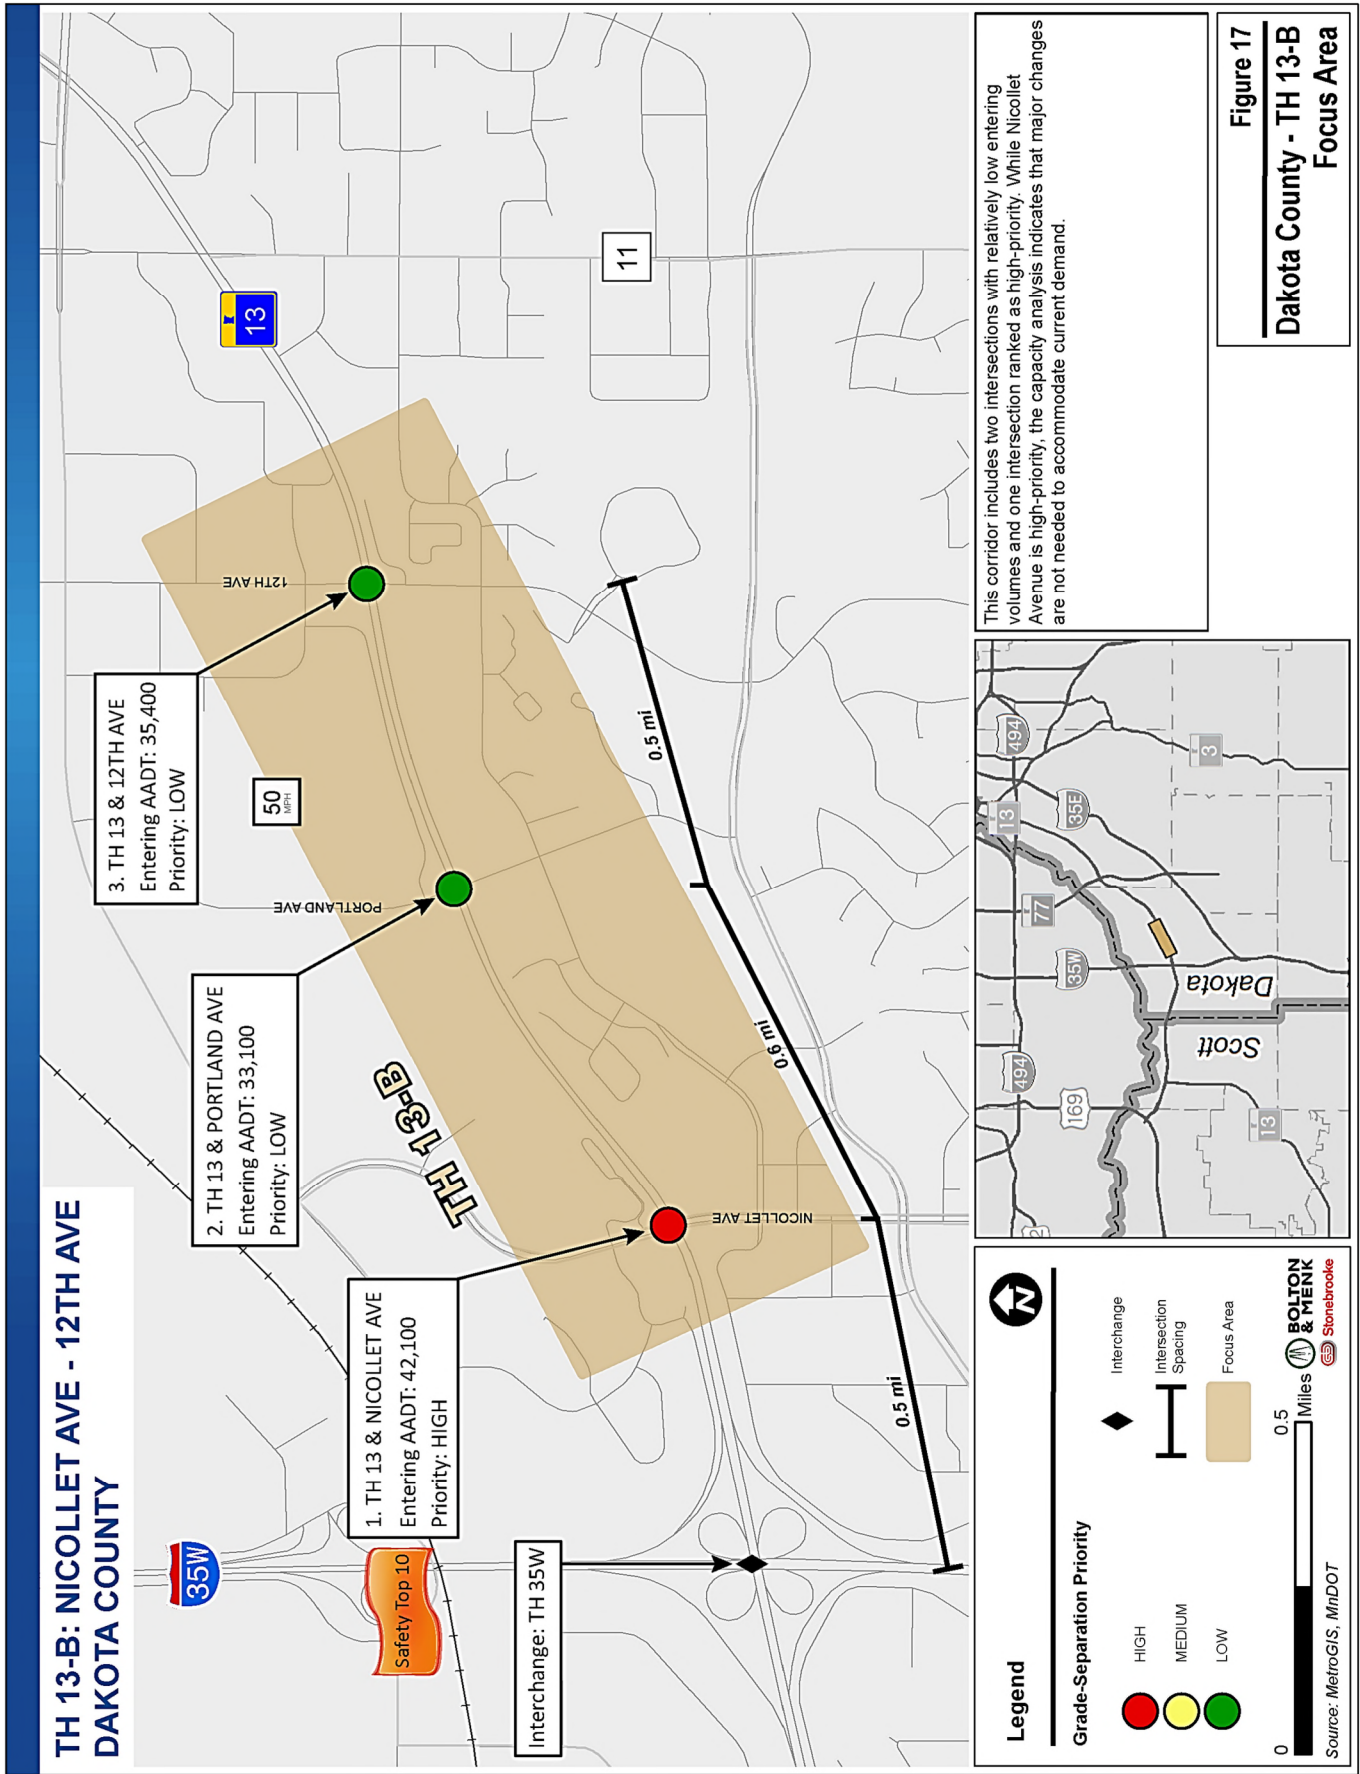 TH 13-B: NICOLLET AVE - 12TH AVE
DAKOTA COUNTY
35W
Safety Top 10
Interchange: TH 35W
1. TH 13 & NICOLLET AVE
Entering AADT: 42,100
Priority: HIGH
2. TH 13 & PORTLAND AVE
Entering AADT: 33,100
Priority: LOW
3. TH 13 & 12TH AVE
Entering AADT: 35,400
Priority: LOW
TH 13-B
50
MPH
13
11
NICOLLET AVE
PORTLAND AVE
12TH AVE
0.5 mi
0.6 mi
0.5 mi
Legend
N
Grade-Separation Priority
HIGH
MEDIUM
LOW
Interchange
Intersection
Spacing
Focus Area
0
0.5
Miles
Source: MetroGIS, MnDOT
BOLTON
& MENK
Stonebrooke
494
169
2
13
Scott
Dakota
35W
77
13
35E
494
3
This corridor includes two intersections with relatively low entering
volumes and one intersection ranked as high-priority. While Nicollet
Avenue is high-priority, the capacity analysis indicates that major changes
are not needed to accommodate current demand.
Figure 17
Dakota County - TH 13-B
Focus Area